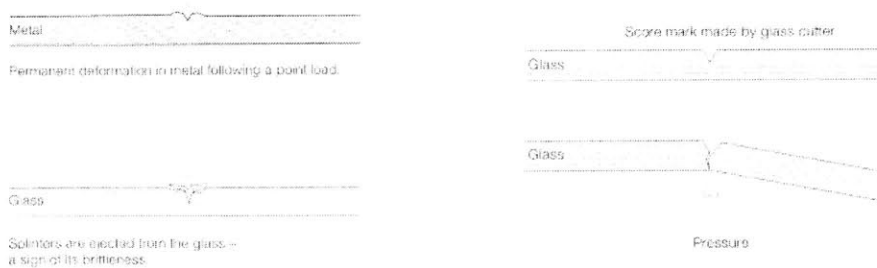 Metal
Permanent deformation in metal following a point load.
Glass
Splinters are ejected from the glass –
a sign of its brittleness.
Score mark made by glass cutter
Glass
Glass
Pressure